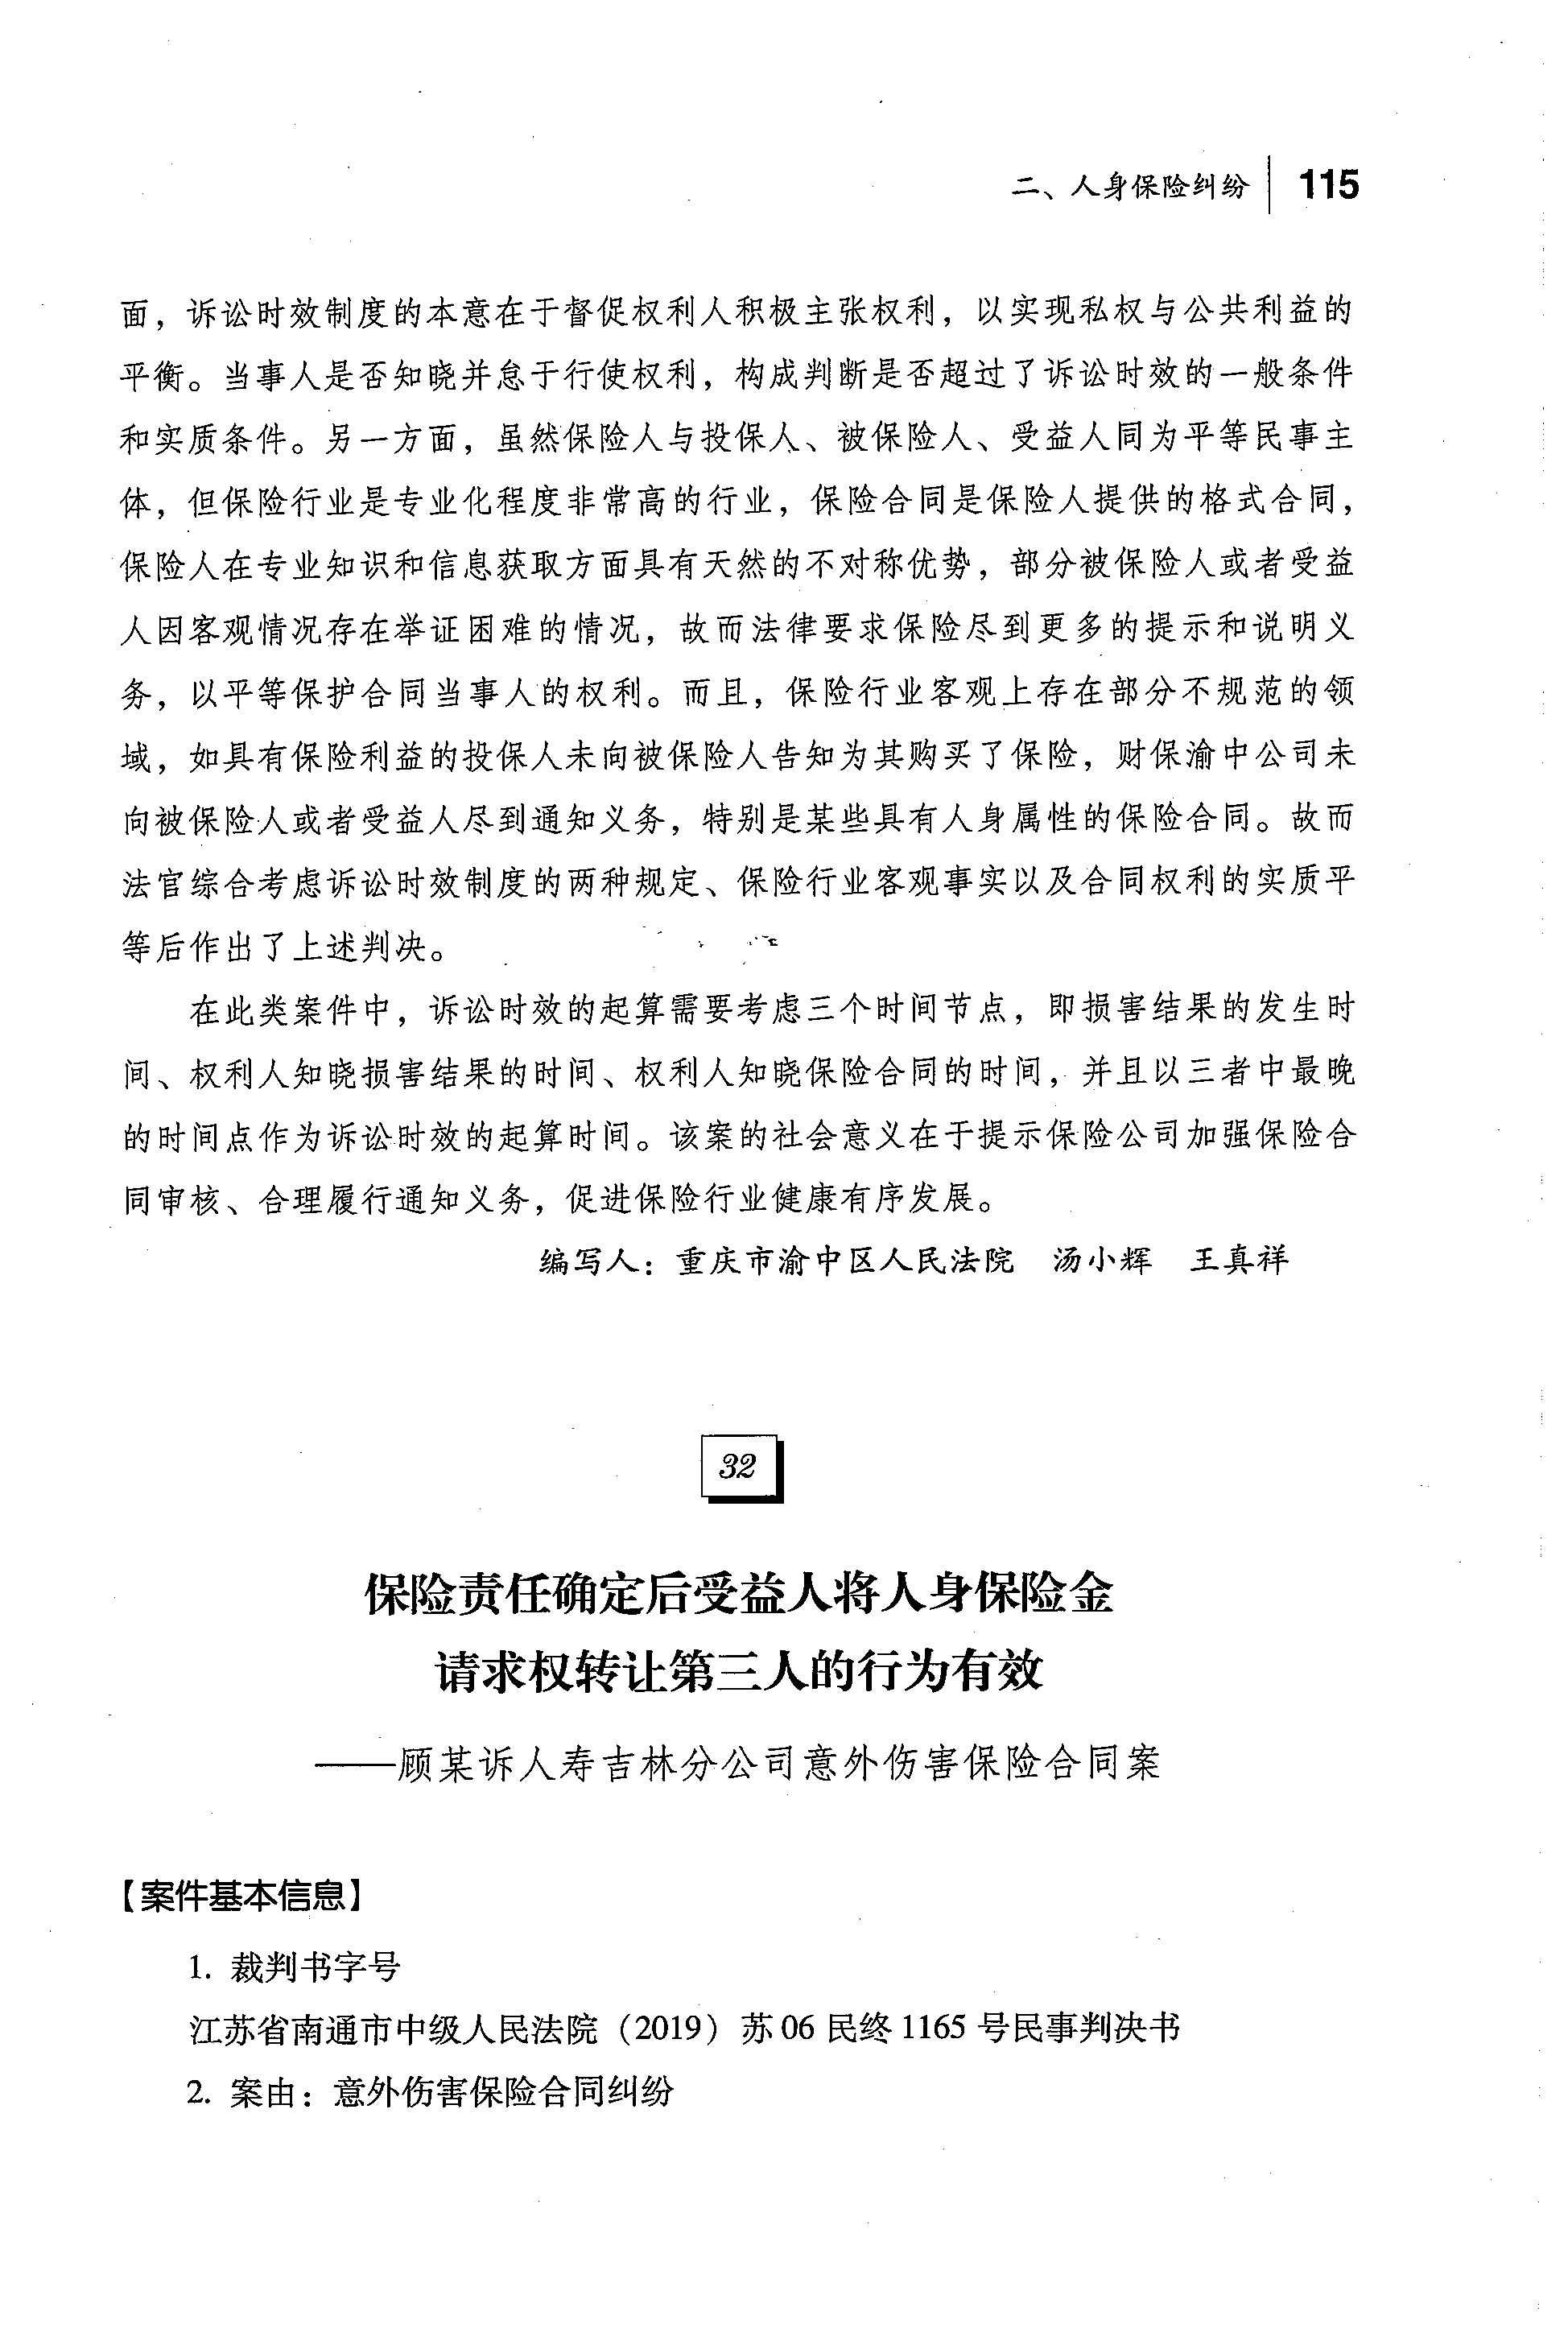 二、人身保险纠纷 115
面，诉讼时效制度的本意在于督促权利人积极主张权利，以实现私权与公共利益的
平衡。当事人是否知晓并怠于行使权利，构成判断是否超过了诉讼时效的一般条件
和实质条件。另一方面，虽然保险人与投保人、被保险人、受益人同为平等民事主
体，但保险行业是专业化程度非常高的行业，保险合同是保险人提供的格式合同，
保险人在专业知识和信息获取方面具有天然的不对称优势，部分被保险人或者受益
人因客观情况存在举证困难的情况，故而法律要求保险尽到更多的提示和说明义
务，以平等保护合同当事人的权利。而且，保险行业客观上存在部分不规范的领
域，如具有保险利益的投保人未向被保险人告知为其购买了保险，财保渝中公司未
向被保险人或者受益人尽到通知义务，特别是某些具有人身属性的保险合同。故而
法官综合考虑诉讼时效制度的两种规定、保险行业客观事实以及合同权利的实质平
等后作出了上述判决。
在此类案件中，诉讼时效的起算需要考虑三个时间节点，即损害结果的发生时
间、权利人知晓损害结果的时间、权利人知晓保险合同的时间，并且以三者中最晚
的时间点作为诉讼时效的起算时间。该案的社会意义在于提示保险公司加强保险合
同审核、合理履行通知义务，促进保险行业健康有序发展。
编写人：重庆市渝中区人民法院 汤小辉 王真祥
32
保险责任确定后受益人将人身保险金
请求权转让第三人的行为有效
——顾某诉人寿吉林分公司意外伤害保险合同案
【案件基本信息】
1. 裁判书字号
江苏省南通市中级人民法院（2019）苏 06 民终 1165 号民事判决书
2. 案由：意外伤害保险合同纠纷